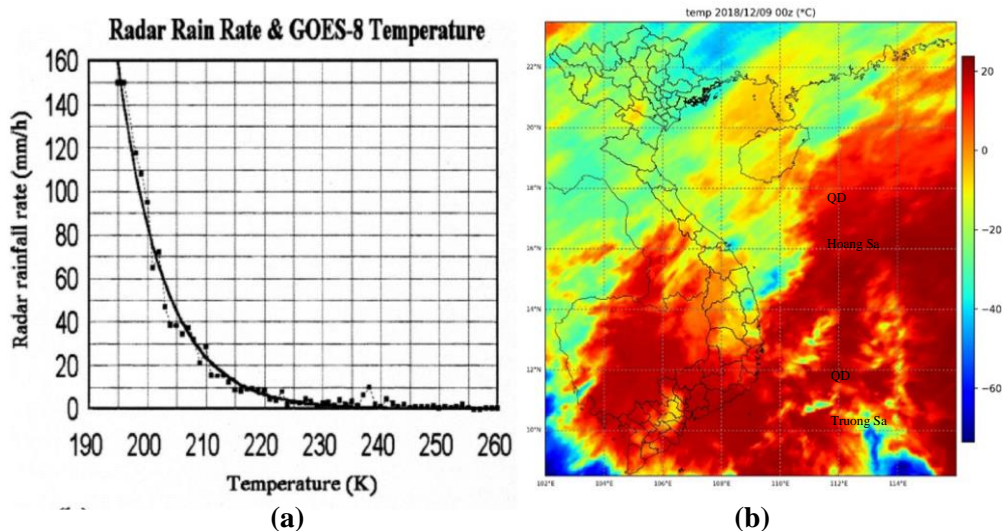 Radar Rain Rate & GOES-8 Temperature
160
150
120
100
80
60
40
20
0
190
200
210
220
230
240
250
260
Radar rainfall rate (mm/h)
Temperature (K)
(a)
temp 2018/12/09 00z (°C)
22°N
20°N
18°N
16°N
14°N
12°N
10°N
102°E
104°E
106°E
108°E
110°E
112°E
114°E
QD
Hoang Sa
QD
Truong Sa
20
0
−20
−40
−60
(b)